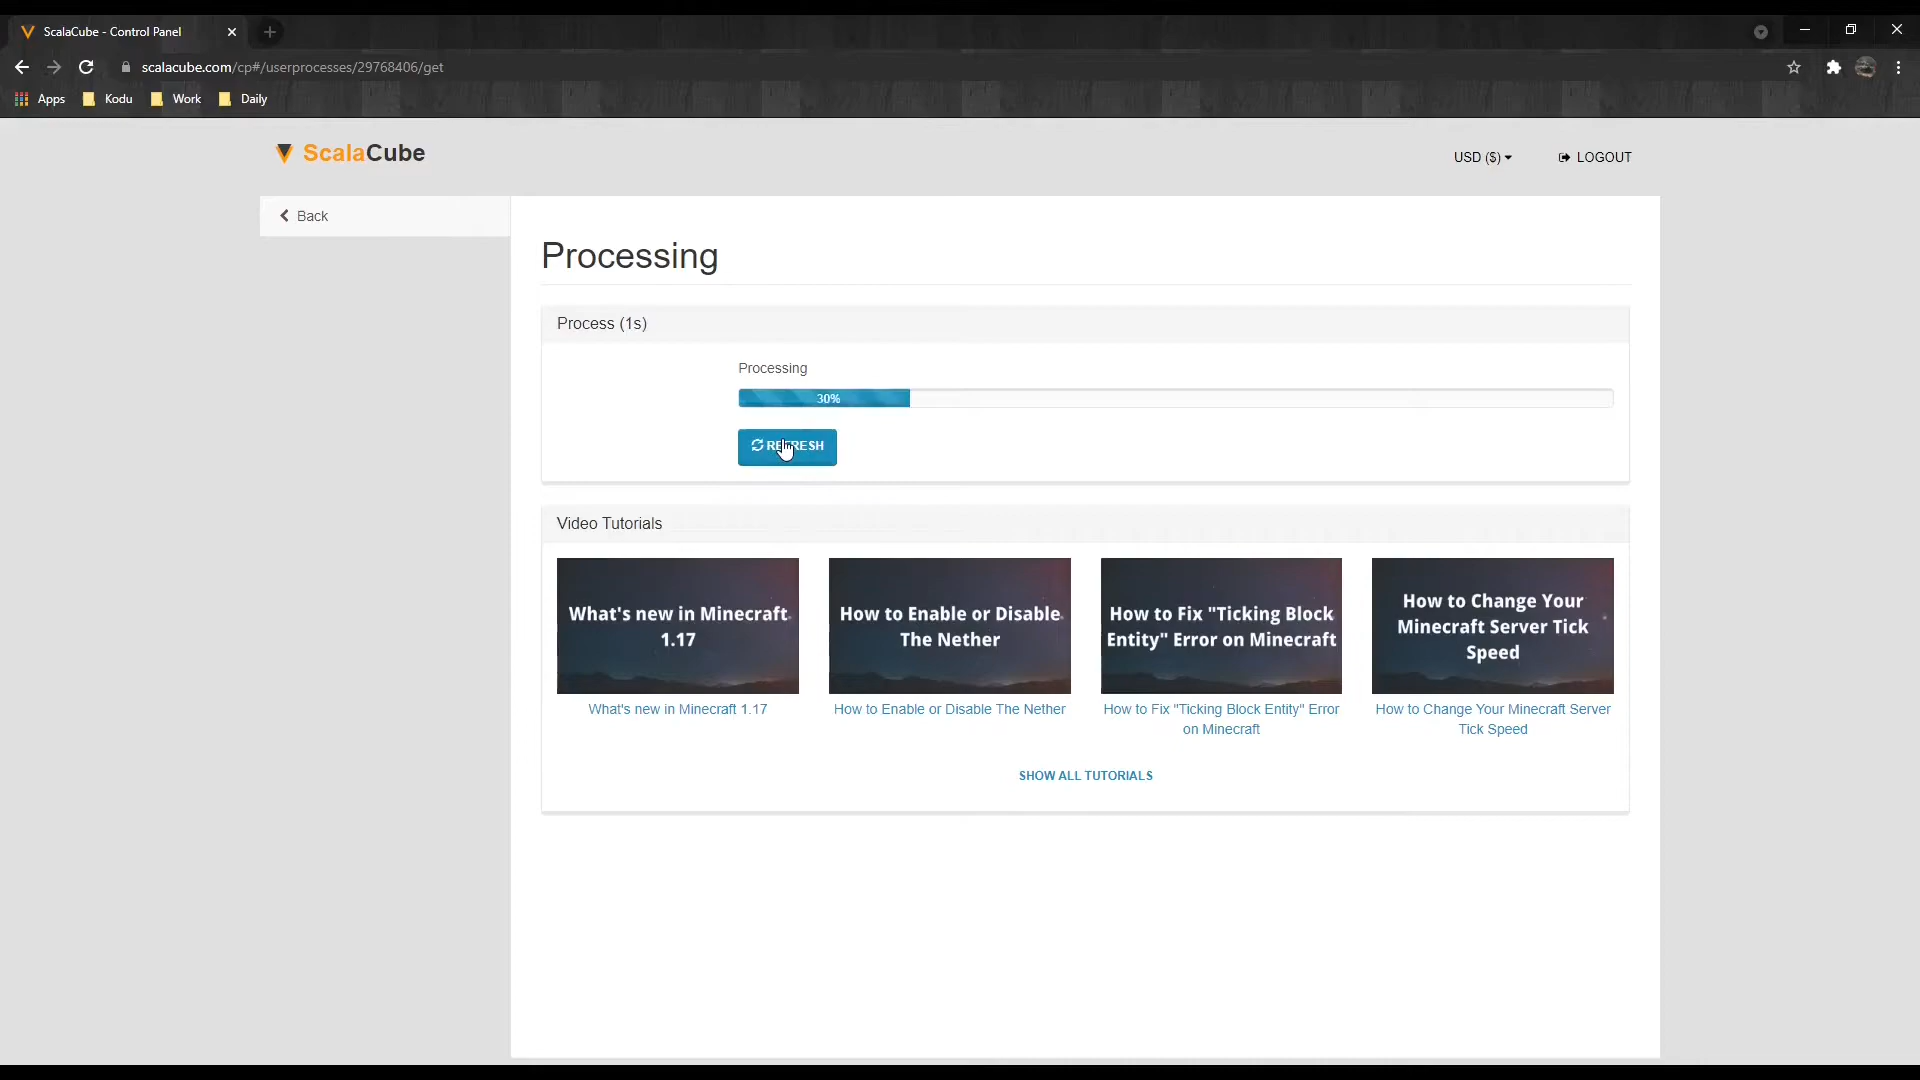 ScalaCube - Control Panel
scalacube.com/cp#/userprocesses/29768406/get
Apps Kodu Work Daily
ScalaCube
USD ($) LOGOUT
Back
Processing
Process (1s)
Processing
30%
REFRESH
Video Tutorials
What's new in Minecraft
1.17
How to Enable or Disable
The Nether
How to Fix "Ticking Block
Entity" Error on Minecraft
How to Change Your
Minecraft Server Tick
Speed
What's new in Minecraft 1.17
How to Enable or Disable The Nether
How to Fix "Ticking Block Entity" Error
on Minecraft
How to Change Your Minecraft Server
Tick Speed
SHOW ALL TUTORIALS